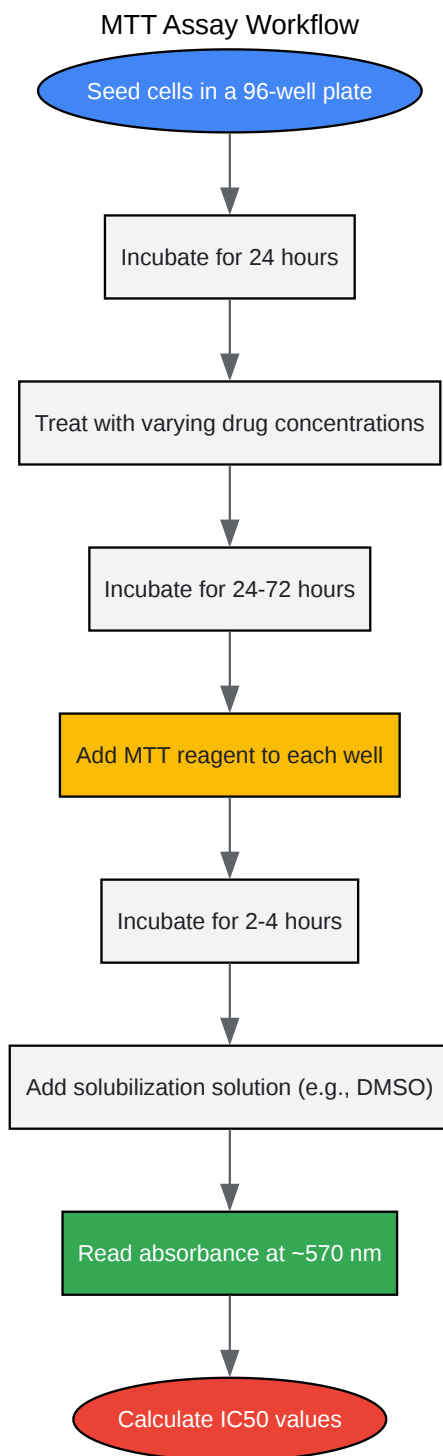 MTT Assay Workflow
Seed cells in a 96-well plate
Incubate for 24 hours
Treat with varying drug concentrations
Incubate for 24-72 hours
Add MTT reagent to each well
Incubate for 2-4 hours
Add solubilization solution (e.g., DMSO)
Read absorbance at ~570 nm
Calculate IC50 values